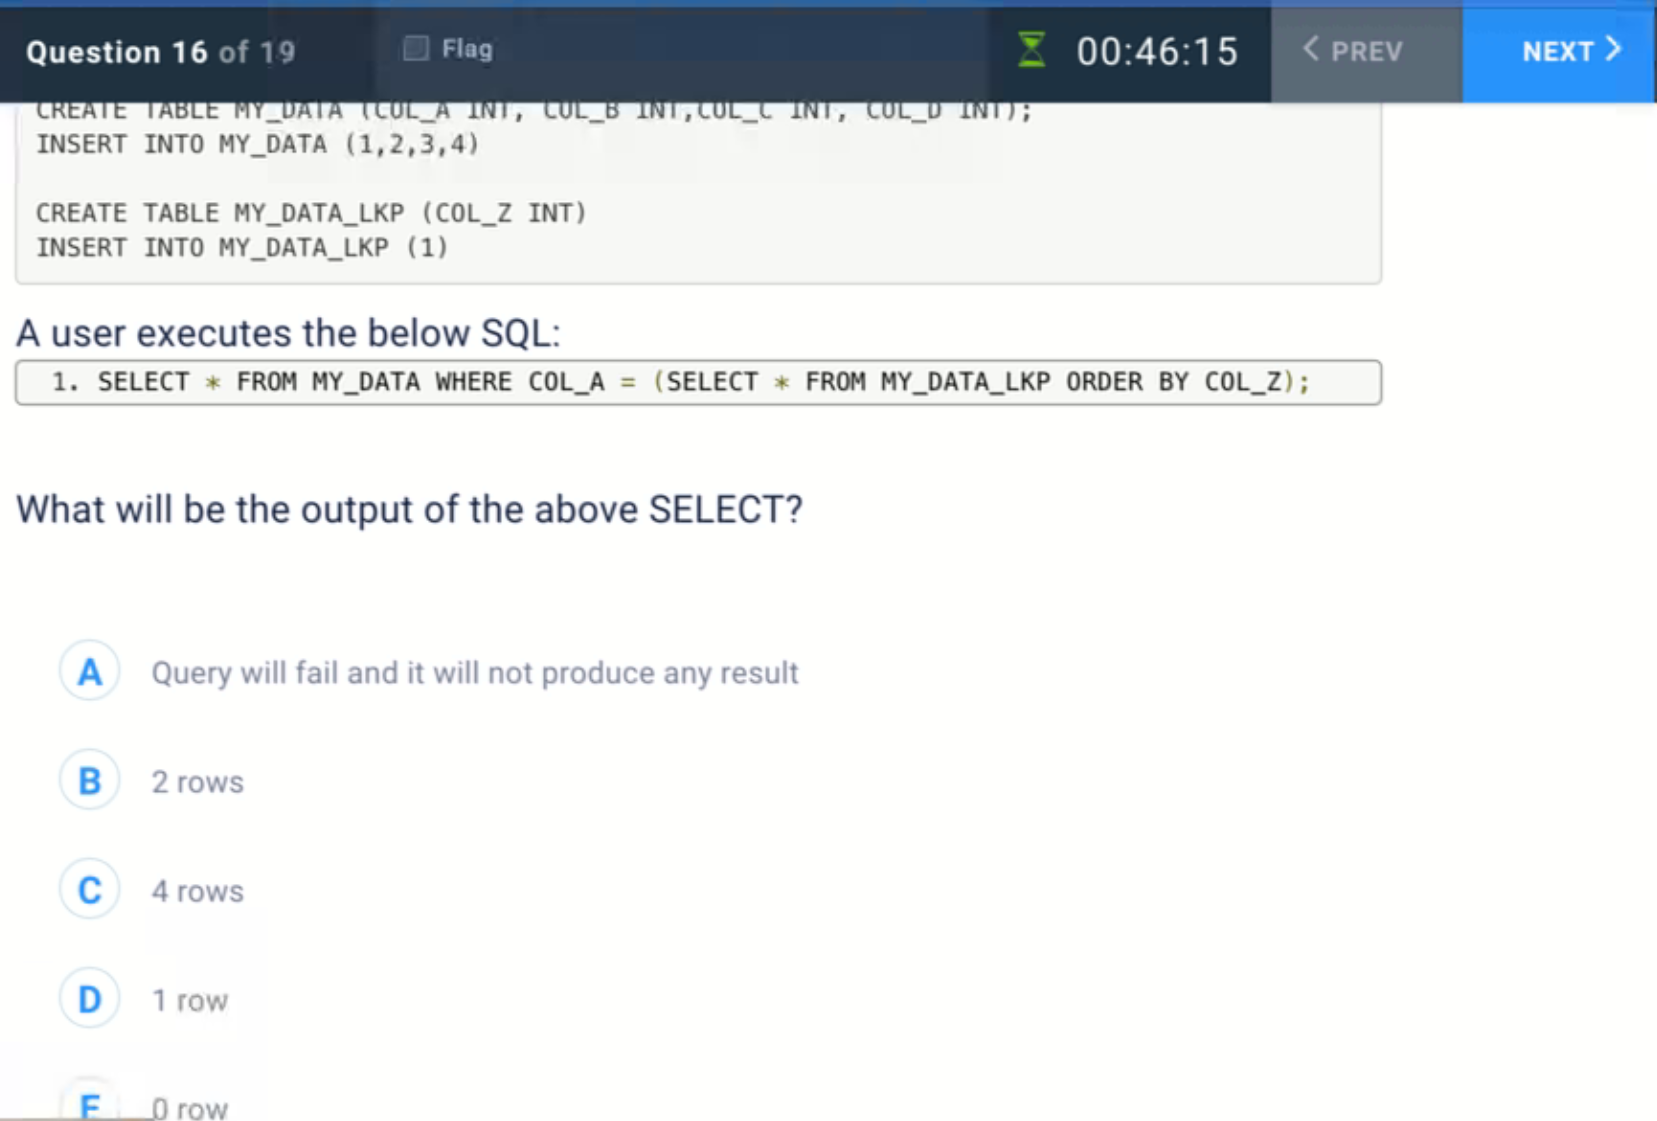 Question 16 of 19
Flag
00:46:15
PREV
NEXT
CREATE TABLE MY_DATA (COL_A INT, COL_B INT,COL_C INT, COL_D INT);
INSERT INTO MY_DATA (1,2,3,4)
CREATE TABLE MY_DATA_LKP (COL_Z INT)
INSERT INTO MY_DATA_LKP (1)
A user executes the below SQL:
1. SELECT * FROM MY_DATA WHERE COL_A = (SELECT * FROM MY_DATA_LKP ORDER BY COL_Z);
What will be the output of the above SELECT?
A Query will fail and it will not produce any result
B 2 rows
C 4 rows
D 1 row
E 0 row